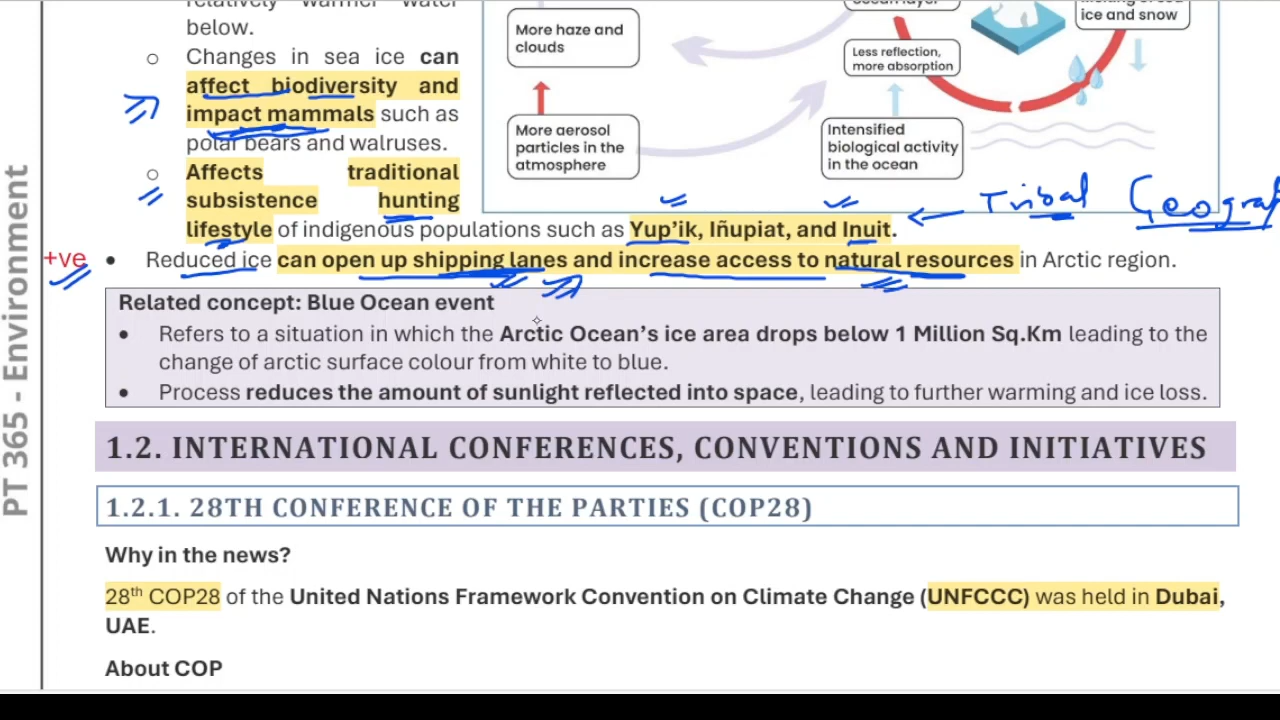 relatively warmer water
below.
o Changes in sea ice can
affect biodiversity and
impact mammals such as
polar bears and walruses.
o Affects traditional
subsistence hunting
lifestyle of indigenous populations such as Yup’ik, Iñupiat, and Inuit.
More haze and
clouds
More aerosol
particles in the
atmosphere
ocean layer
Less reflection,
more absorption
Intensified
biological activity
in the ocean
ice and snow
Tribal Geograp
+ve • Reduced ice can open up shipping lanes and increase access to natural resources in Arctic region.
Related concept: Blue Ocean event
• Refers to a situation in which the Arctic Ocean’s ice area drops below 1 Million Sq.Km leading to the
change of arctic surface colour from white to blue.
• Process reduces the amount of sunlight reflected into space, leading to further warming and ice loss.
PT 365 - Environment
1.2. INTERNATIONAL CONFERENCES, CONVENTIONS AND INITIATIVES
1.2.1. 28TH CONFERENCE OF THE PARTIES (COP28)
Why in the news?
28th COP28 of the United Nations Framework Convention on Climate Change (UNFCCC) was held in Dubai,
UAE.
About COP